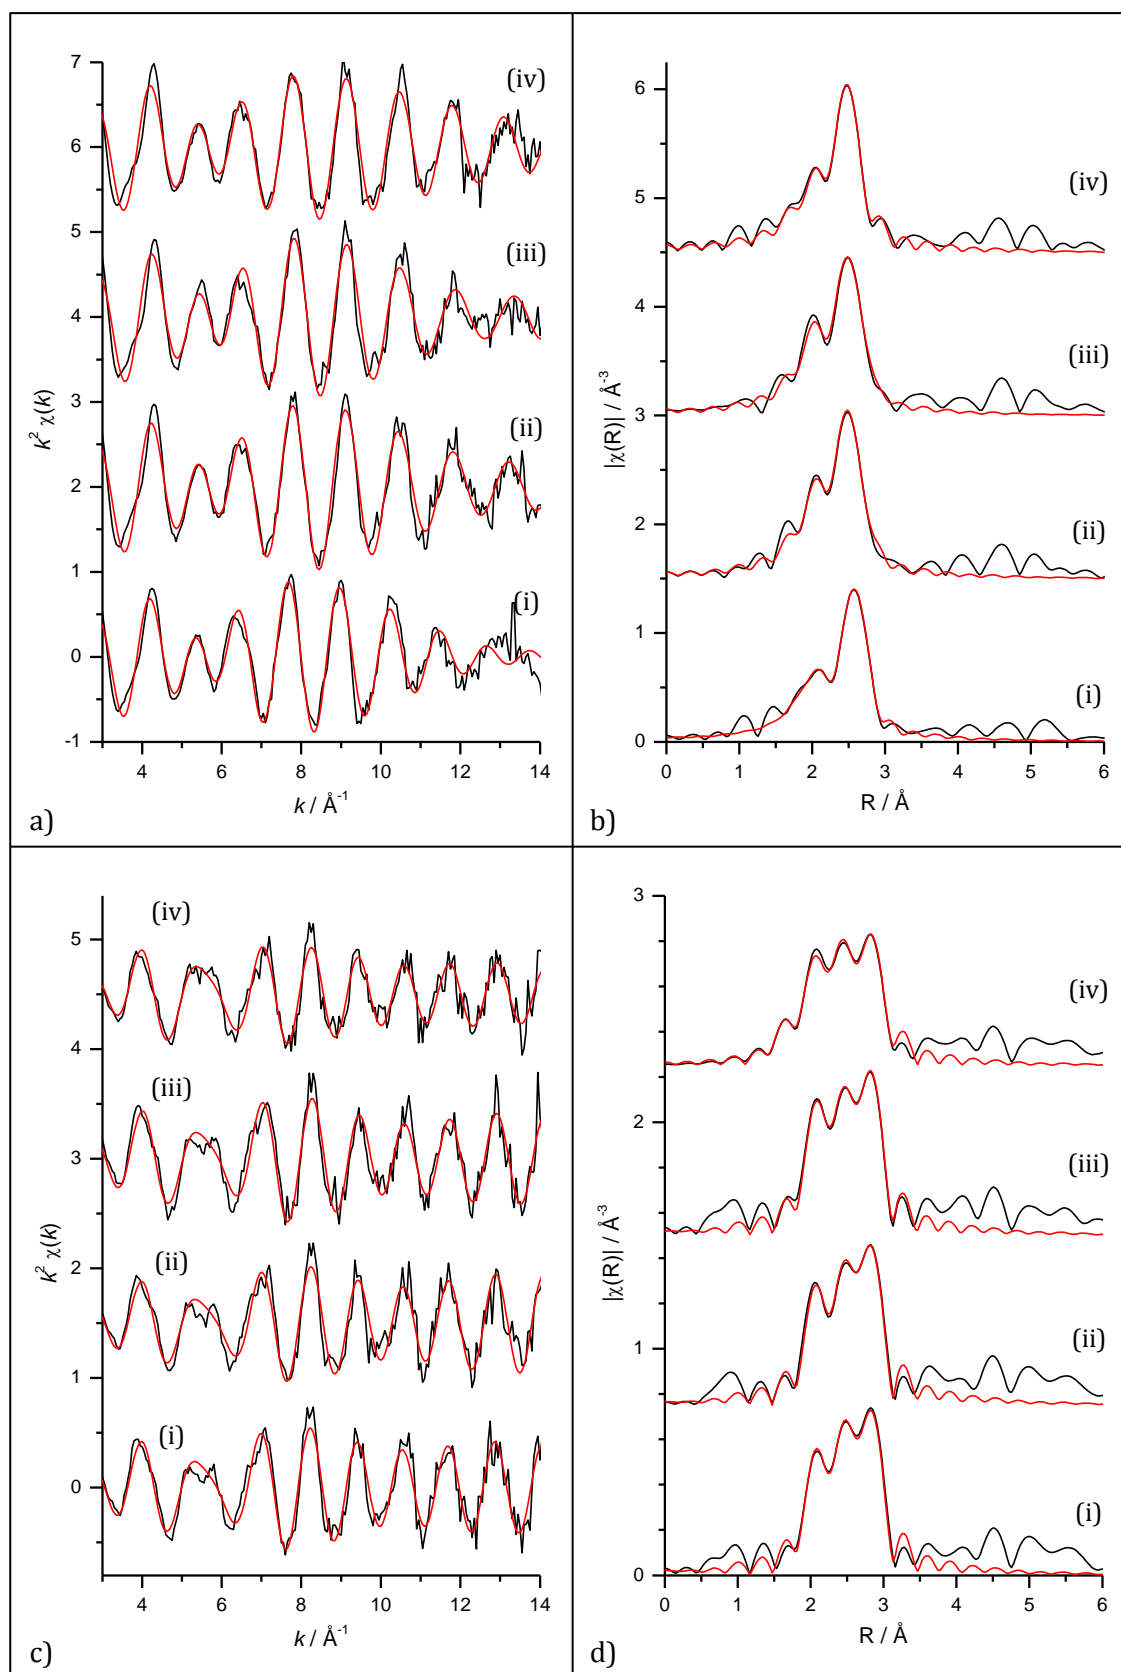 7
6
5
4
3
2
1
0
-1
k² χ(k)
(iv)
(iii)
(ii)
(i)
4 6 8 10 12 14
k / Å⁻¹
a)
6
5
4
3
2
1
0
|χ(R)| / Å⁻³
(iv)
(iii)
(ii)
(i)
0 1 2 3 4 5 6
R / Å
b)
5
4
3
2
1
0
k² χ(k)
(iv)
(iii)
(ii)
(i)
4 6 8 10 12 14
k / Å⁻¹
c)
3
2
1
0
|χ(R)| / Å⁻³
(iv)
(iii)
(ii)
(i)
0 1 2 3 4 5 6
R / Å
d)